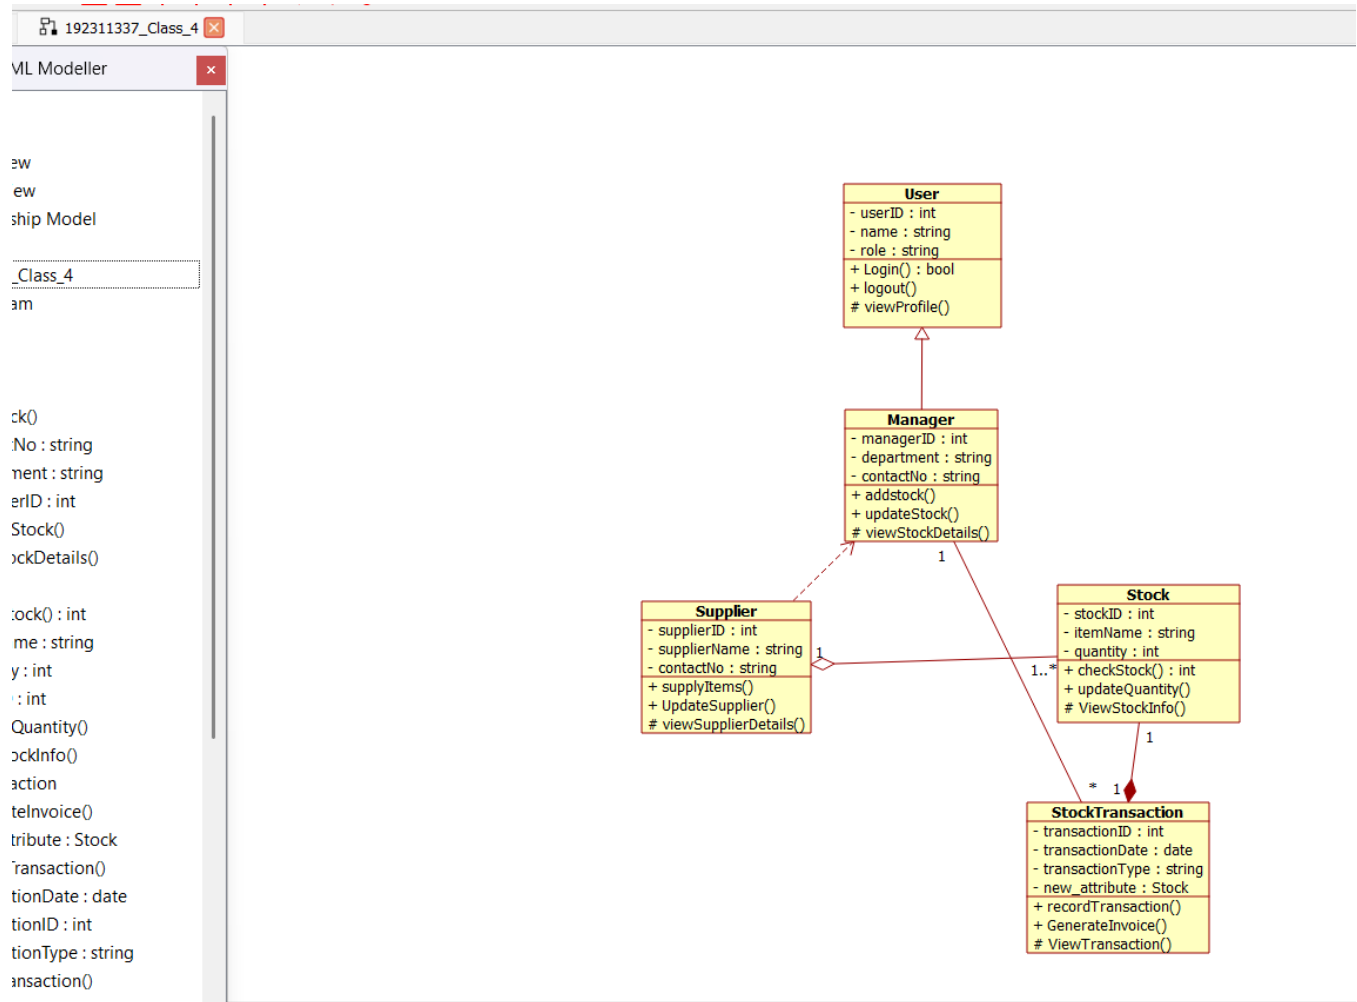 192311337_Class_4
ML Modeller
ew
ew
ship Model
_Class_4
am
ck()
tNo : string
ment : string
erID : int
Stock()
ockDetails()
tock() : int
me : string
y : int
: int
Quantity()
ockInfo()
action
teInvoice()
tribute : Stock
Transaction()
tionDate : date
tionID : int
tionType : string
ansaction()
User
- userID : int
- name : string
- role : string
+ Login() : bool
+ logout()
# viewProfile()
Manager
- managerID : int
- department : string
- contactNo : string
+ addstock()
+ updateStock()
# viewStockDetails()
1
Supplier
- supplierID : int
- supplierName : string
- contactNo : string
+ supplyItems()
+ UpdateSupplier()
# viewSupplierDetails()
1
1..*
Stock
- stockID : int
- itemName : string
- quantity : int
+ checkStock() : int
+ updateQuantity()
# ViewStockInfo()
1
* 1
StockTransaction
- transactionID : int
- transactionDate : date
- transactionType : string
- new_attribute : Stock
+ recordTransaction()
+ GenerateInvoice()
# ViewTransaction()